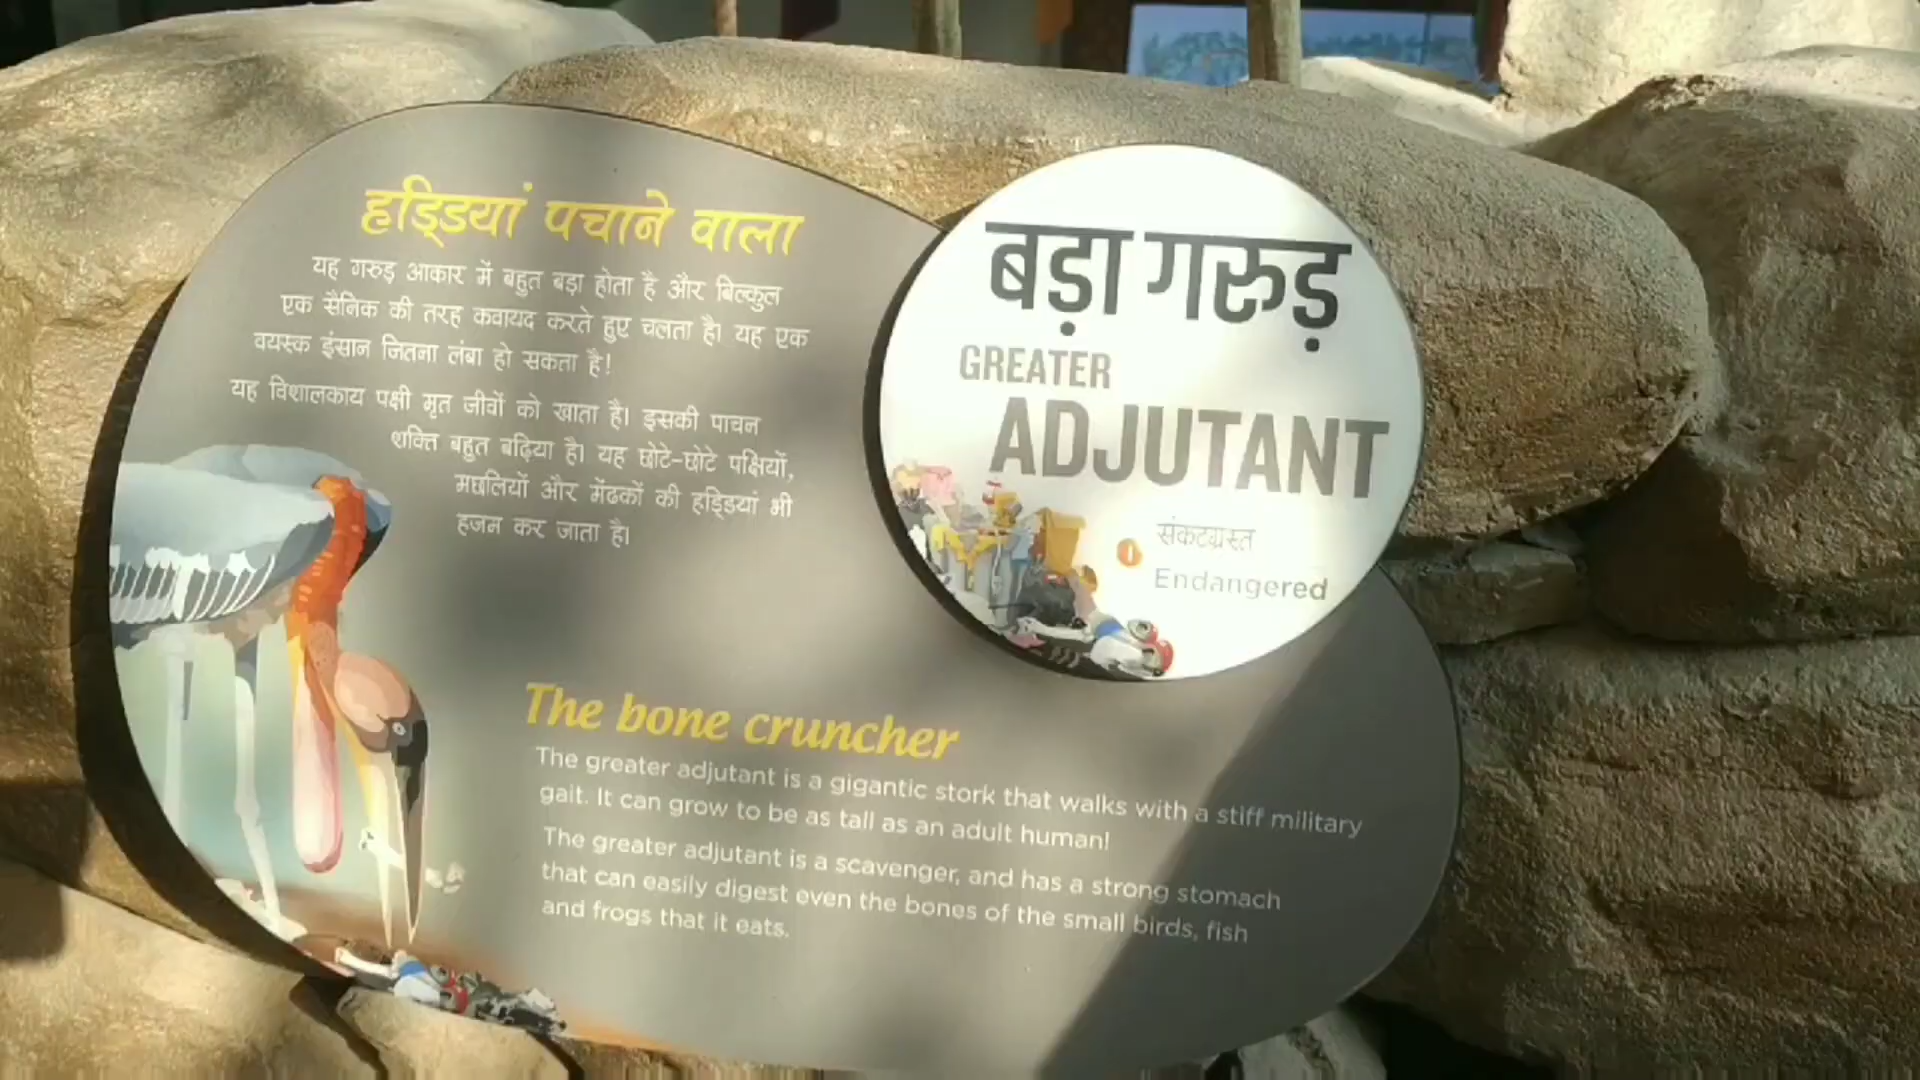 हड्डियां पचाने वाला
यह गरुड़ आकार में बहुत बड़ा होता है और बिल्कुल
एक सैनिक की तरह कवायद करते हुए चलता है। यह एक
वयस्क इंसान जितना लंबा हो सकता है!
यह विशालकाय पक्षी मृत जीवों को खाता है। इसकी पाचन
शक्ति बहुत बढ़िया है। यह छोटे-छोटे पक्षियों,
मछलियों और मेंढकों की हड्डियां भी
हजम कर जाता है।
बड़ा गरुड़
GREATER
ADJUTANT
संकटग्रस्त
Endangered
The bone cruncher
The greater adjutant is a gigantic stork that walks with a stiff military
gait. It can grow to be as tall as an adult human!
The greater adjutant is a scavenger, and has a strong stomach
that can easily digest even the bones of the small birds, fish
and frogs that it eats.